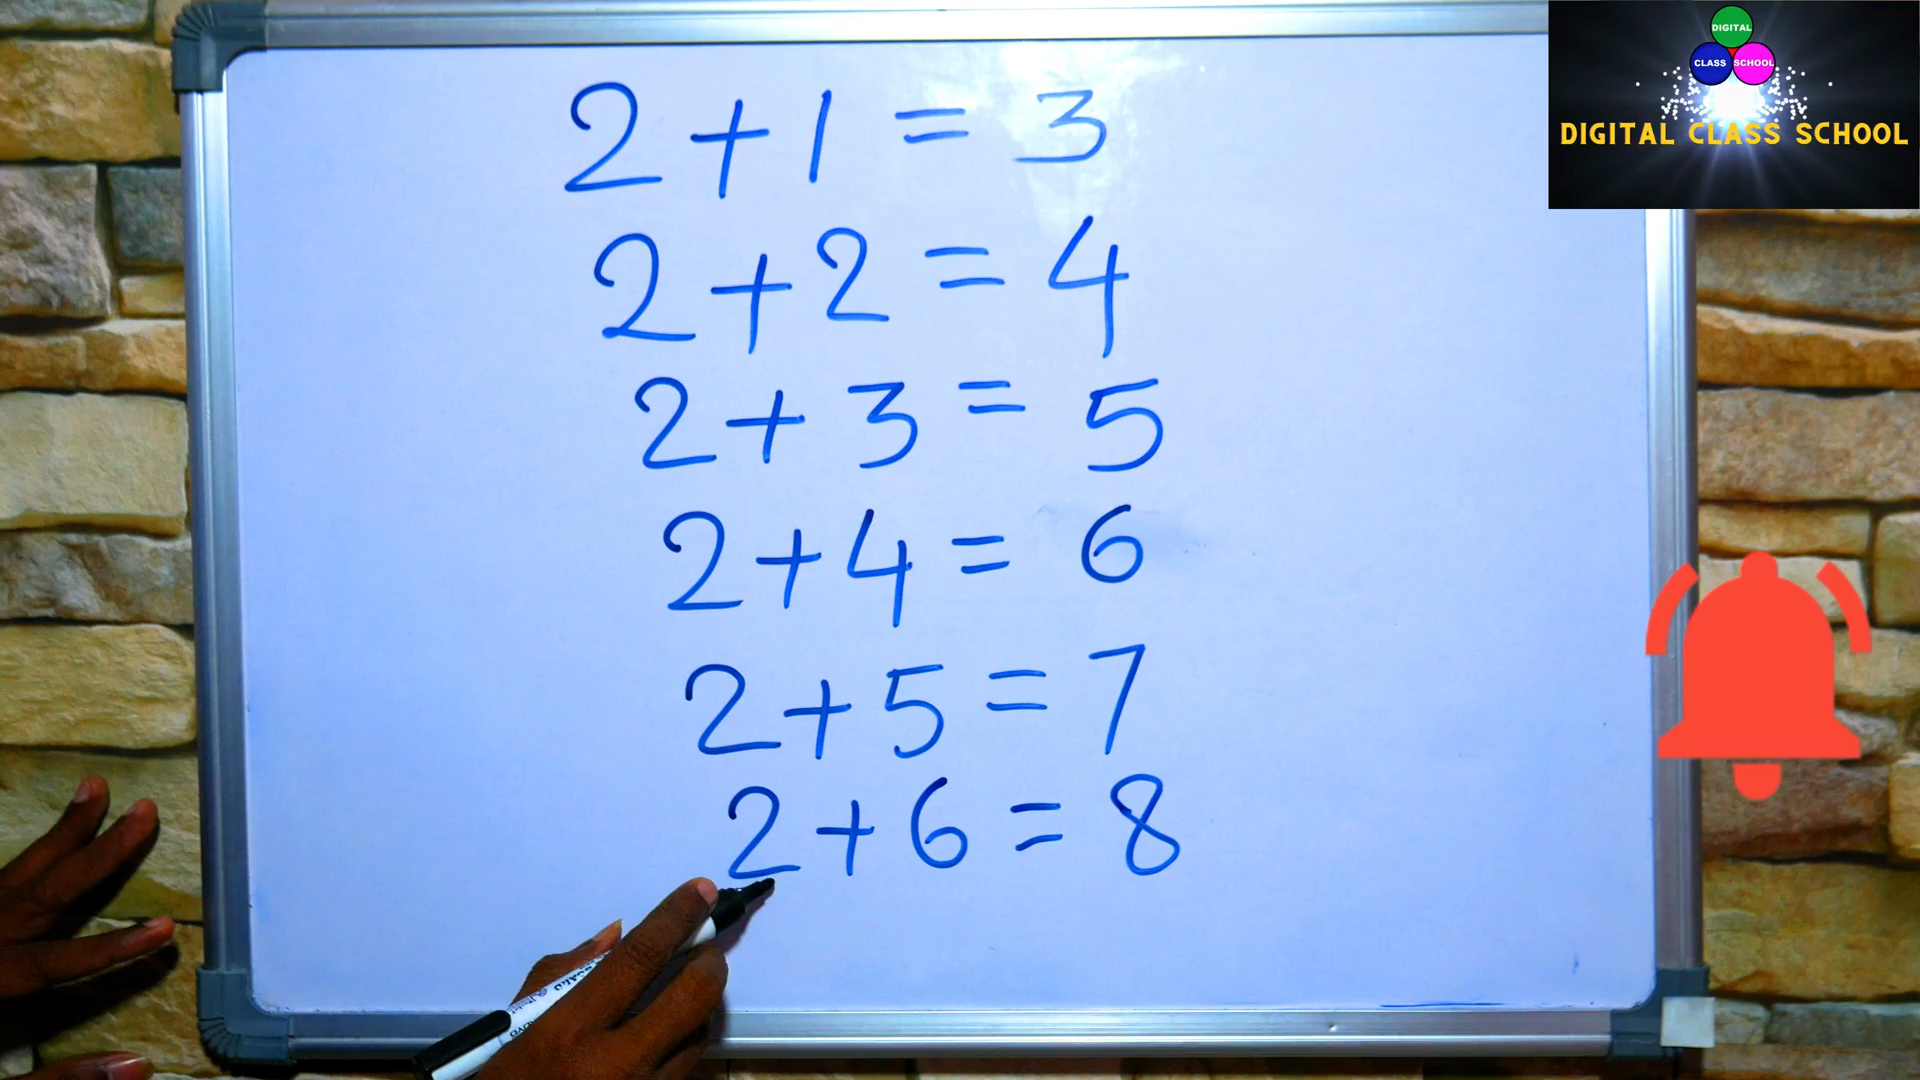 DIGITAL
CLASS SCHOOL
DIGITAL CLASS SCHOOL
2 + 1 = 3
2 + 2 = 4
2 + 3 = 5
2 + 4 = 6
2 + 5 = 7
2 + 6 = 8